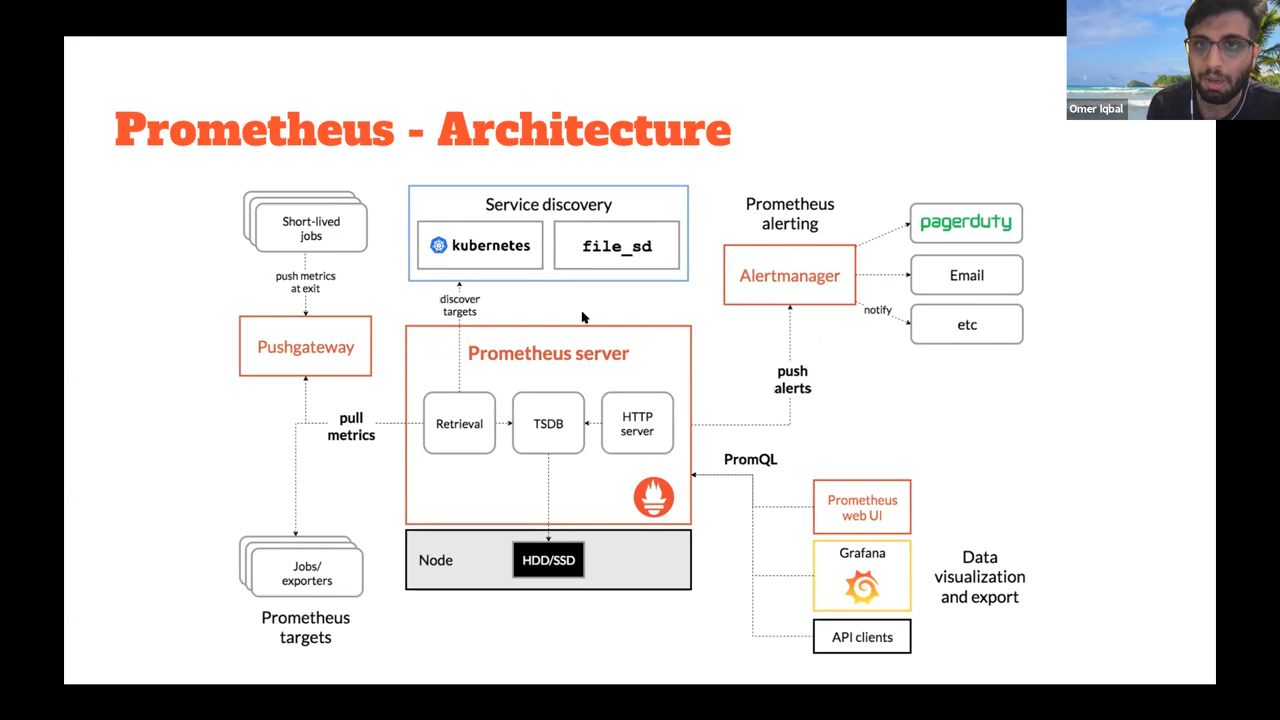 Omer Iqbal
Prometheus - Architecture
Short-lived
jobs
push metrics
at exit
Pushgateway
pull
metrics
Jobs/
exporters
Prometheus
targets
Service discovery
kubernetes
file_sd
discover
targets
Prometheus server
Retrieval
TSDB
HTTP
server
Node
HDD/SSD
Prometheus
alerting
Alertmanager
pagerduty
Email
notify
etc
push
alerts
PromQL
Prometheus
web UI
Grafana
API clients
Data
visualization
and export